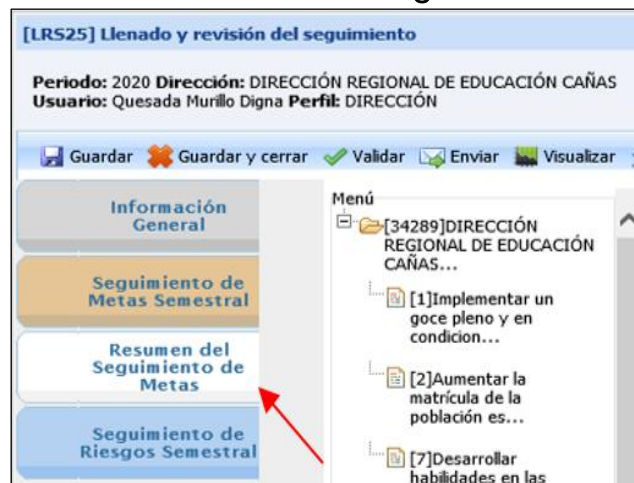 [LRS25] Llenado y revisión del seguimiento
Periodo: 2020 Dirección: DIRECCIÓN REGIONAL DE EDUCACIÓN CAÑAS
Usuario: Quesada Murillo Digna Perfil: DIRECCIÓN
Guardar Guardar y cerrar Validar Enviar Visualizar
Información
General
Seguimiento de
Metas Semestral
Resumen del
Seguimiento de
Metas
Seguimiento de
Riesgos Semestral
Menú
[34289]DIRECCIÓN
REGIONAL DE EDUCACIÓN
CAÑAS...
[1]Implementar un
goce pleno y en
condicion...
[2]Aumentar la
matrícula de la
población es...
[7]Desarrollar
habilidades en las